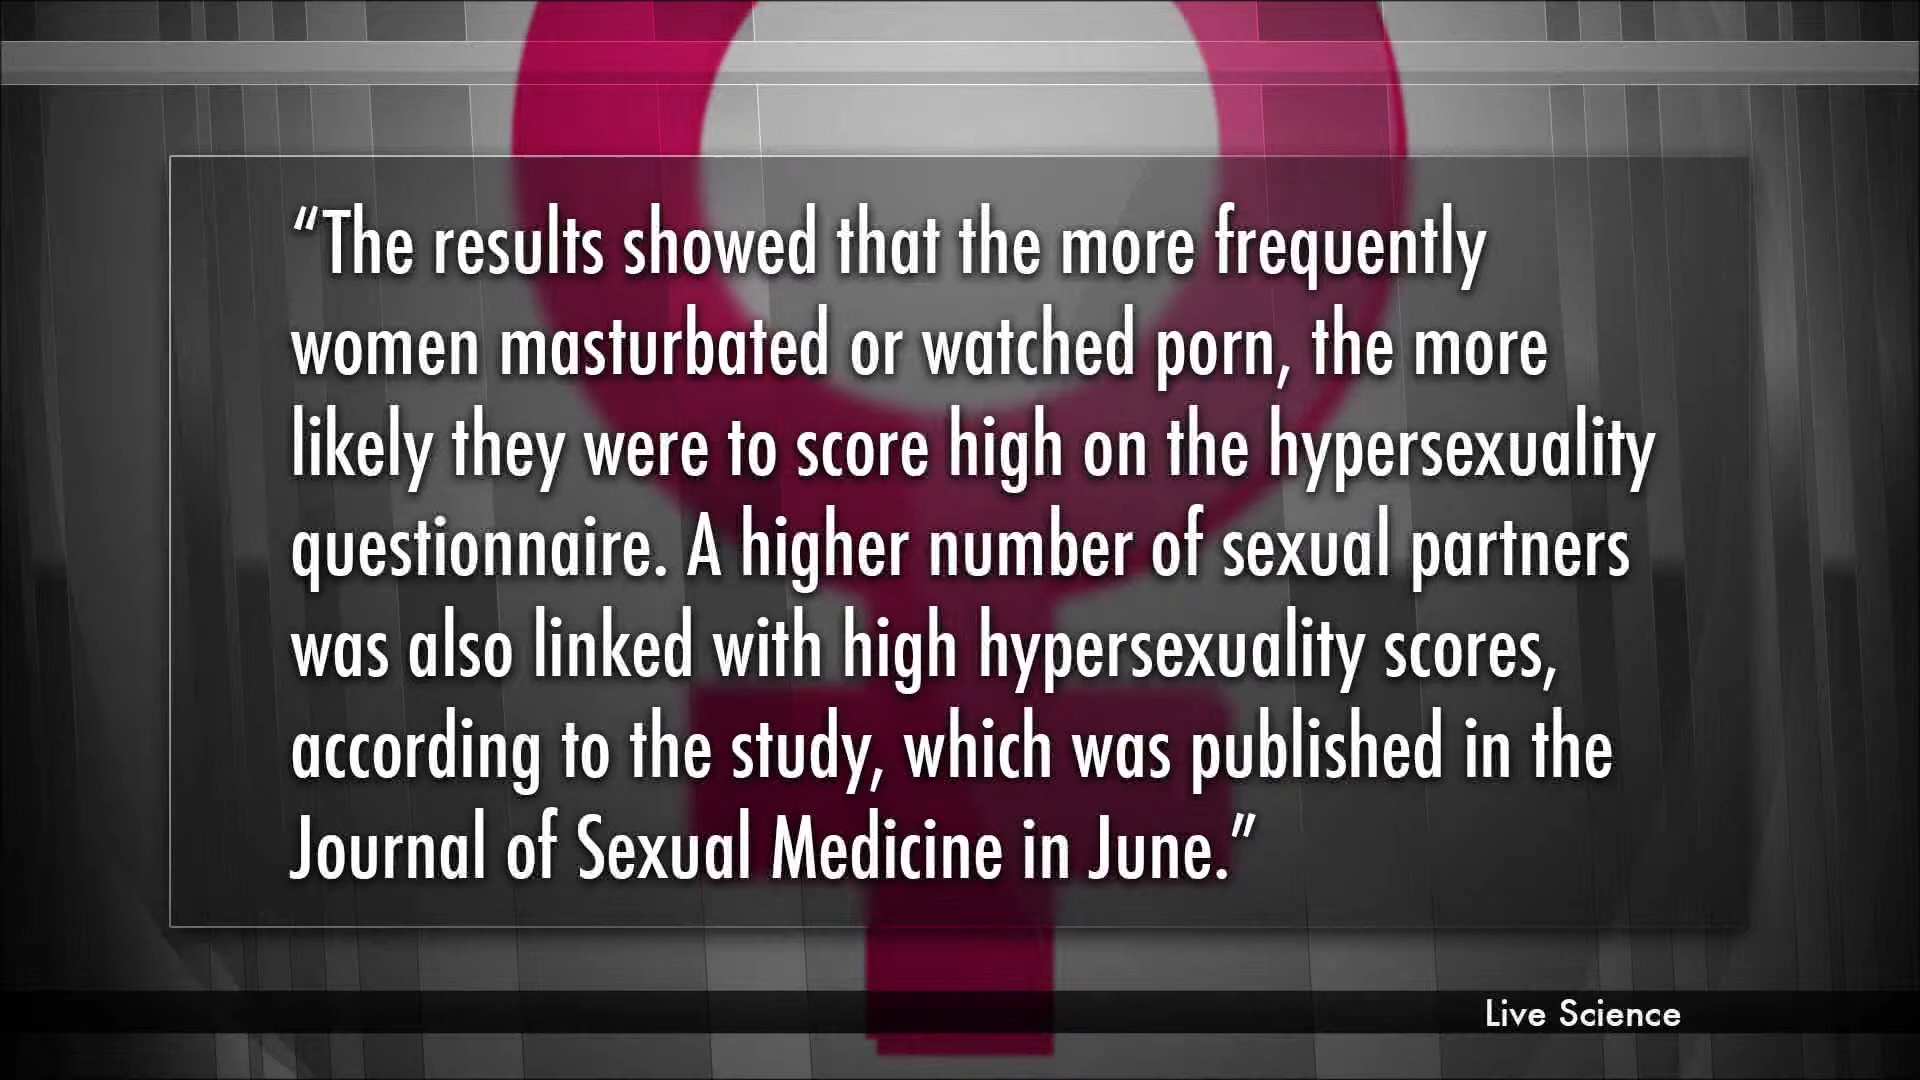 “The results showed that the more frequently
women masturbated or watched porn, the more
likely they were to score high on the hypersexuality
questionnaire. A higher number of sexual partners
was also linked with high hypersexuality scores,
according to the study, which was published in the
Journal of Sexual Medicine in June.”
Live Science